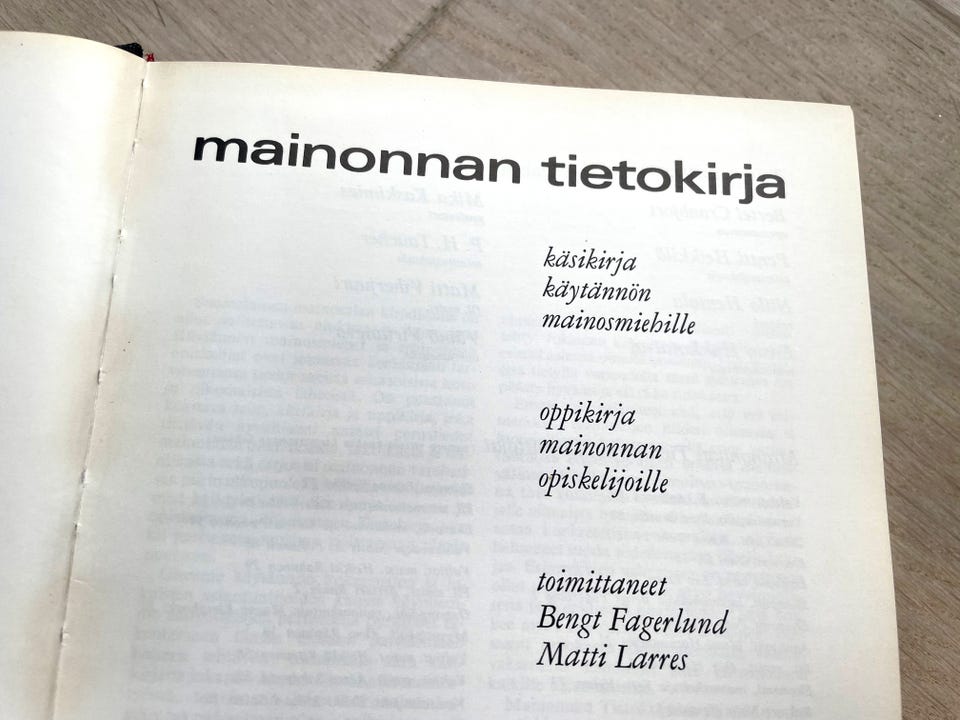 mainonnan tietokirja
käsikirja
käytännön
mainosmiehille
oppikirja
mainonnan
opiskelijoille
toimittaneet
Bengt Fagerlund
Matti Larres